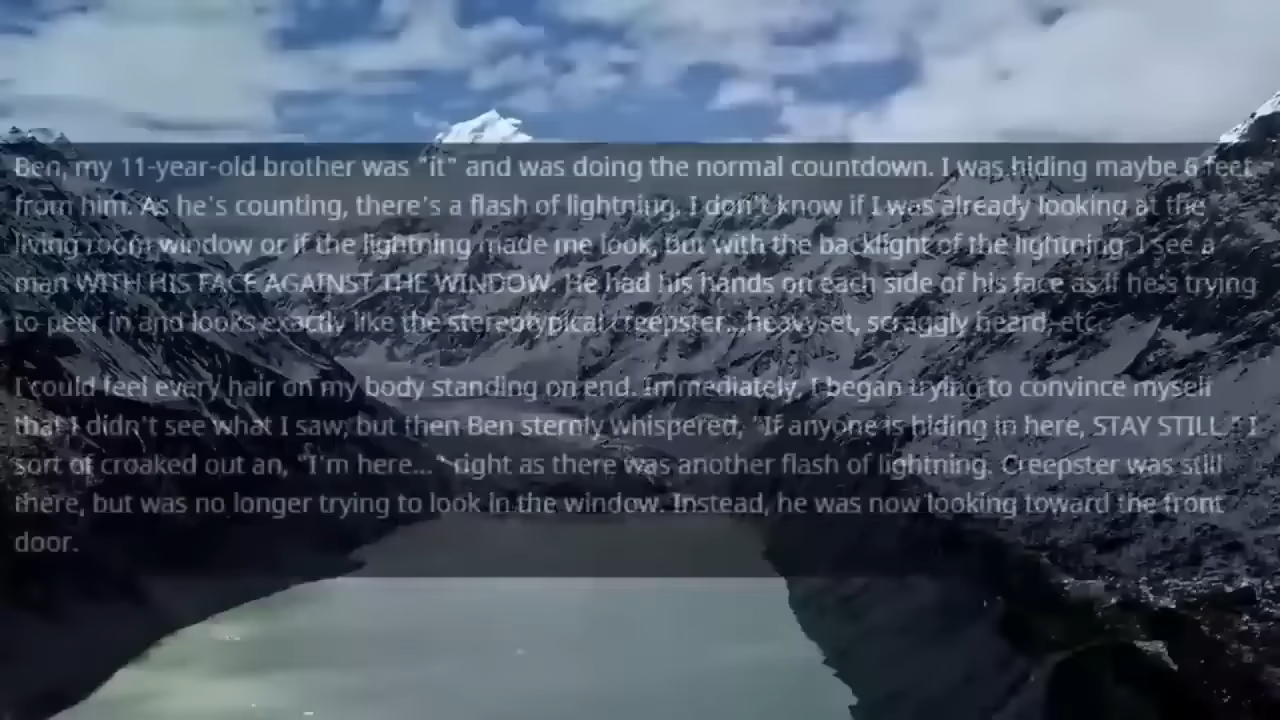 Ben, my 11-year-old brother was "it" and was doing the normal countdown. I was hiding maybe 6 feet
from him. As he's counting, there's a flash of lightning. I don't know if I was already looking at the
living room window or if the lightning made me look, but with the backlight of the lightning, I see a
man WITH HIS FACE AGAINST THE WINDOW. He had his hands on each side of his face as if he's trying
to peer in and looks exactly like the stereotypical creepster...heavyset, scraggly beard, etc.
I could feel every hair on my body standing on end. Immediately, I began trying to convince myself
that I didn't see what I saw, but then Ben sternly whispered, "If anyone is hiding in here, STAY STILL." I
sort of croaked out an, "I'm here..." right as there was another flash of lightning. Creepster was still
there, but was no longer trying to look in the window. Instead, he was now looking toward the front
door.